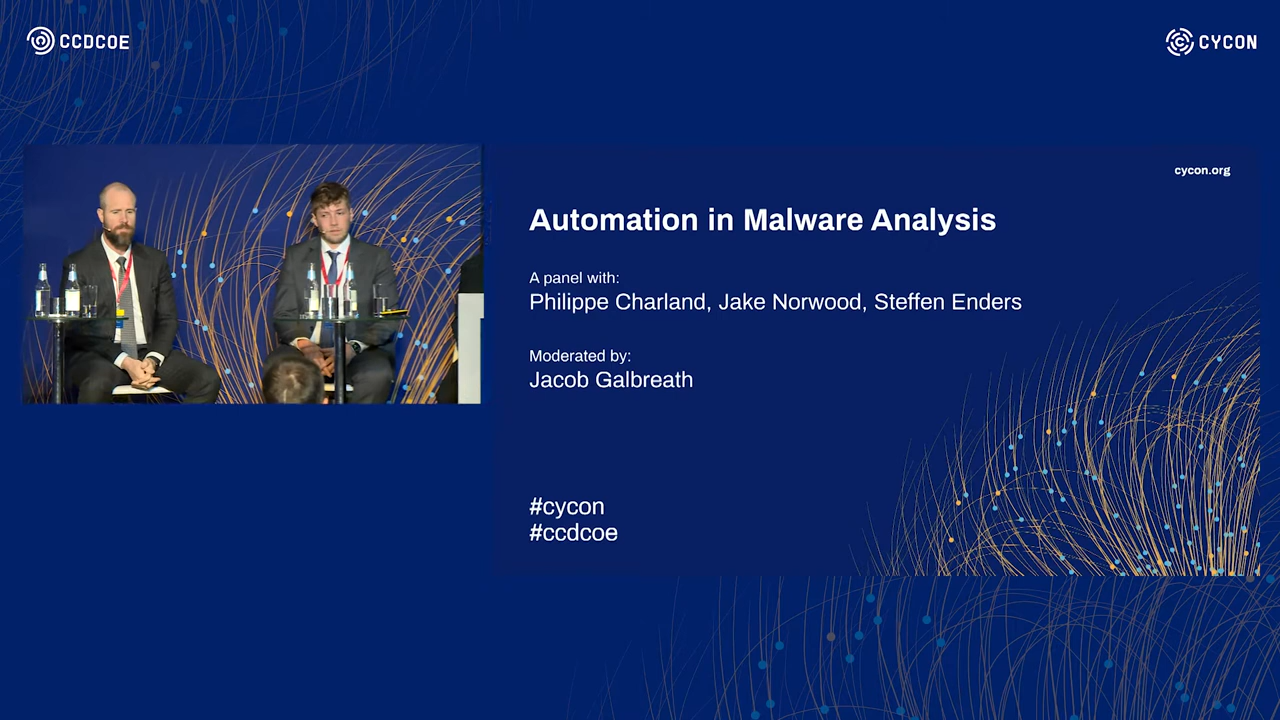 CCDCOE
CYCON
cycon.org
Automation in Malware Analysis
A panel with:
Philippe Charland, Jake Norwood, Steffen Enders
Moderated by:
Jacob Galbreath
#cycon
#ccdcoe